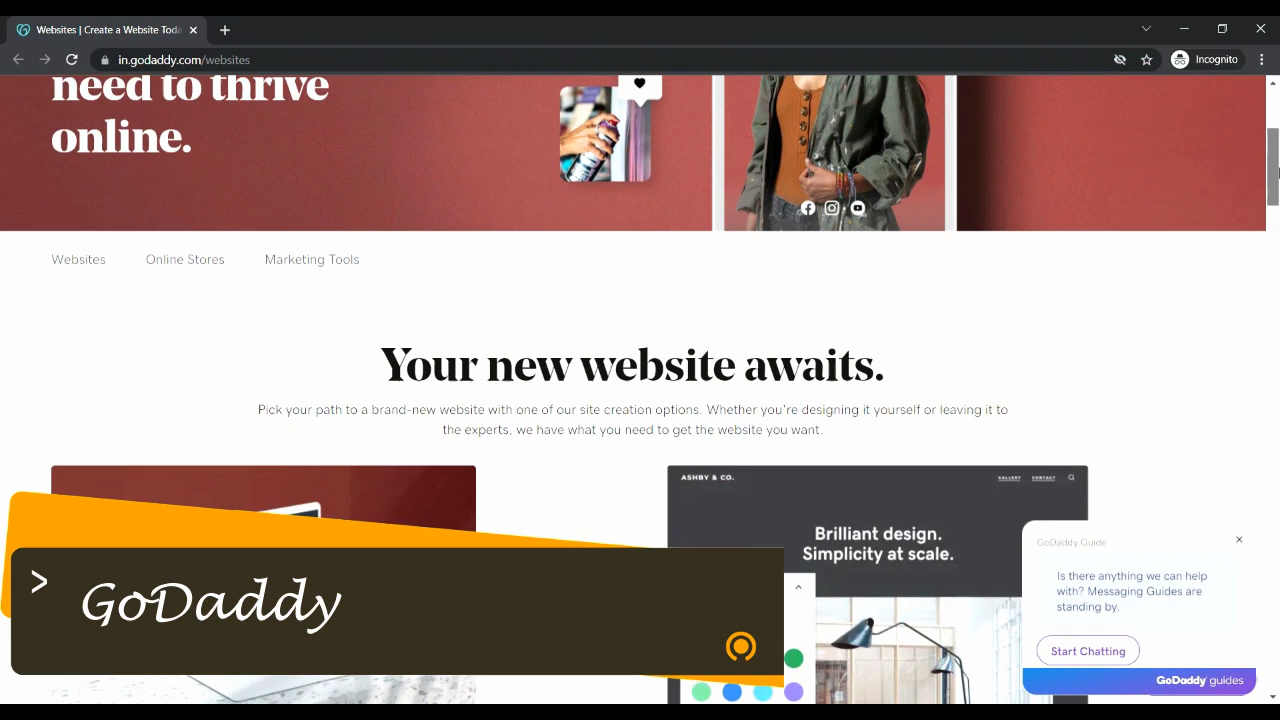 Websites | Create a Website Toda
in.godaddy.com/websites
Incognito
need to thrive
online.
Websites
Online Stores
Marketing Tools
Your new website awaits.
Pick your path to a brand-new website with one of our site creation options. Whether you're designing it yourself or leaving it to
the experts, we have what you need to get the website you want.
ASHBY & CO.
GALLERY
CONTACT
Brilliant design.
Simplicity at scale.
> GoDaddy
GoDaddy Guide
Is there anything we can help
with? Messaging Guides are
standing by.
Start Chatting
GoDaddy guides